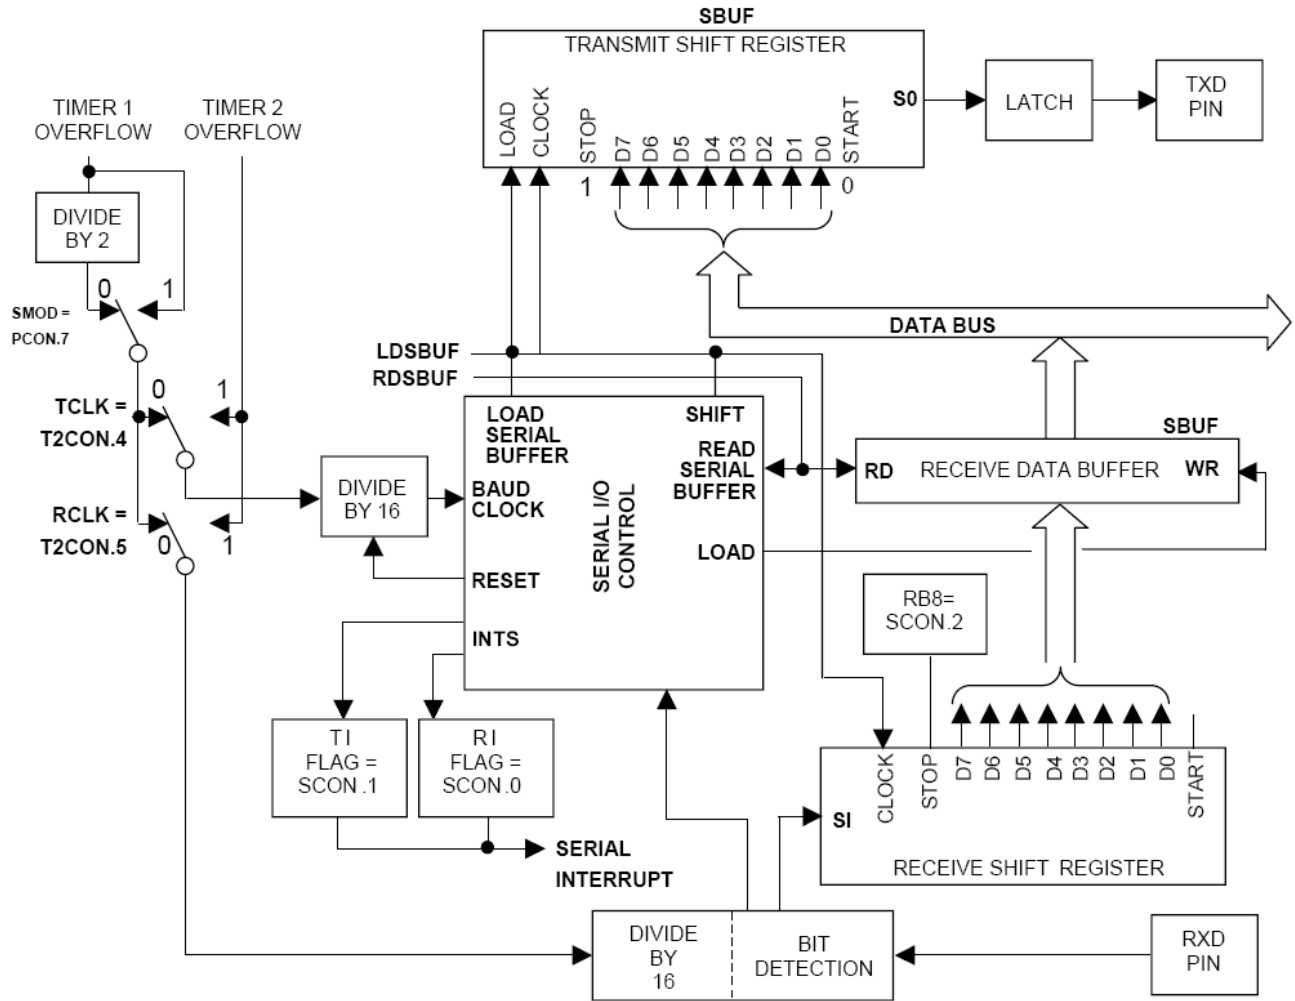 SBUF
TRANSMIT SHIFT REGISTER
LOAD
CLOCK
STOP
D7
D6
D5
D4
D3
D2
D1
D0
START
S0
1
0
LATCH
TXD
PIN
TIMER 1
OVERFLOW
TIMER 2
OVERFLOW
DIVIDE
BY 2
0
1
SMOD =
PCON.7
0
1
TCLK =
T2CON.4
RCLK =
T2CON.5
0
1
DATA BUS
LDSBUF
RDSBUF
LOAD
SERIAL
BUFFER
SHIFT
READ
SERIAL
BUFFER
BAUD
CLOCK
SERIAL I/O
CONTROL
LOAD
RESET
INTS
DIVIDE
BY 16
SBUF
RD
RECEIVE DATA BUFFER
WR
RB8=
SCON.2
TI
FLAG =
SCON.1
RI
FLAG =
SCON.0
SERIAL
INTERRUPT
CLOCK
STOP
D7
D6
D5
D4
D3
D2
D1
D0
START
SI
RECEIVE SHIFT REGISTER
DIVIDE
BY
16
BIT
DETECTION
RXD
PIN